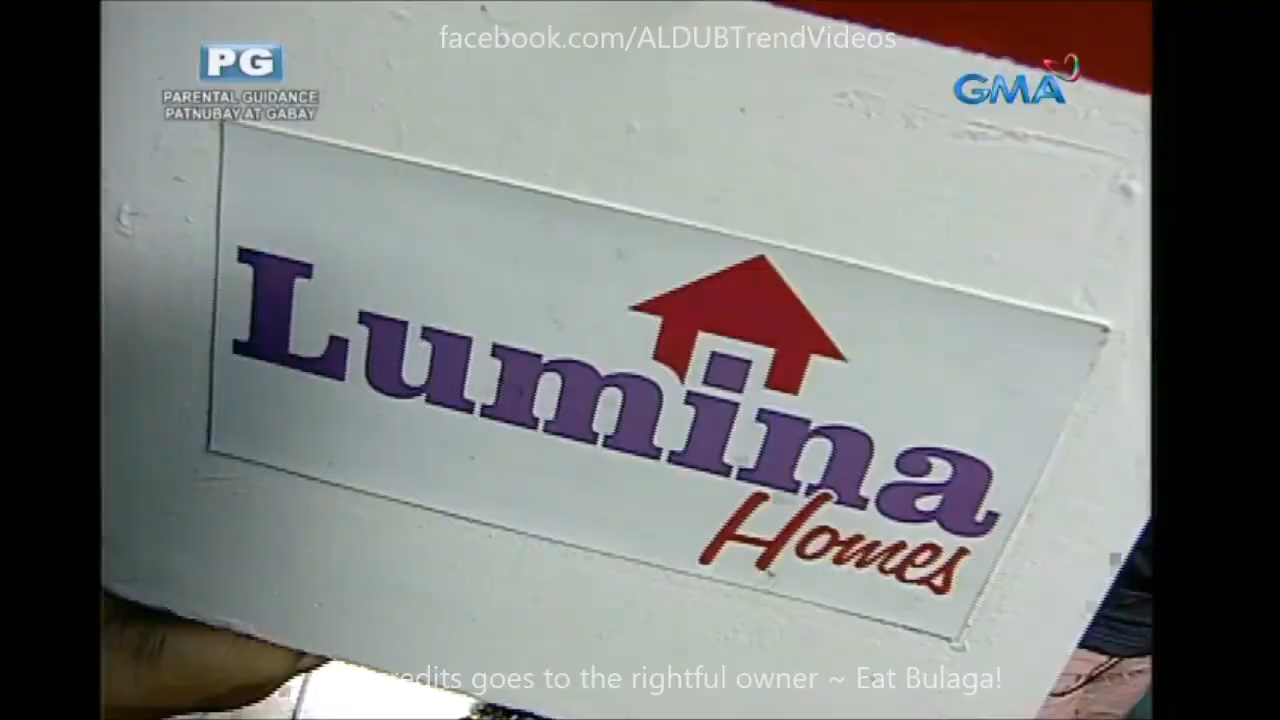 facebook.com/ALDUBTrendVideos
PG
PARENTAL GUIDANCE
PATNUBAY AT GABAY
GMA
Lumina
Homes
goes to the rightful owner ~ Eat Bulaga!